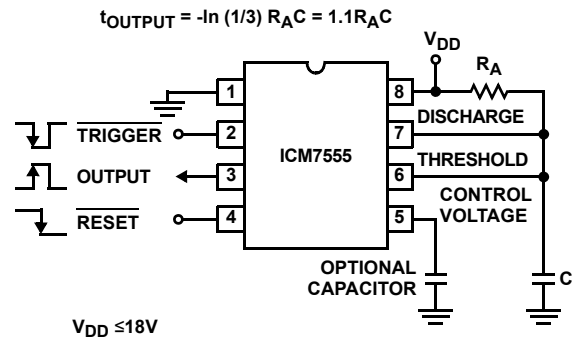 tOUTPUT = -ln (1/3) RAC = 1.1RAC
VDD
RA
1
8
DISCHARGE
TRIGGER
2
7
ICM7555
OUTPUT
3
6
THRESHOLD
CONTROL
VOLTAGE
RESET
4
5
OPTIONAL
CAPACITOR
C
VDD ≤18V